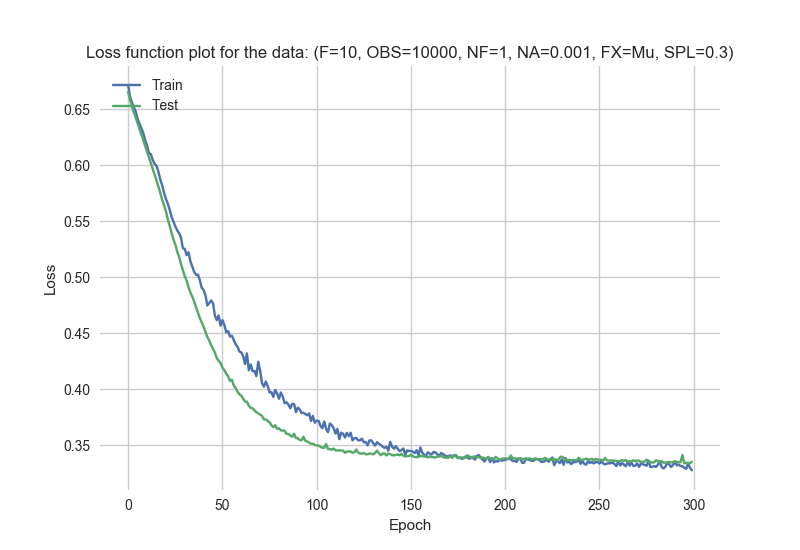 Loss function plot for the data: (F=10, OBS=10000, NF=1, NA=0.001, FX=Mu, SPL=0.3)
Train
Test
0.65
0.60
0.55
0.50
0.45
0.40
0.35
Loss
0 50 100 150 200 250 300
Epoch